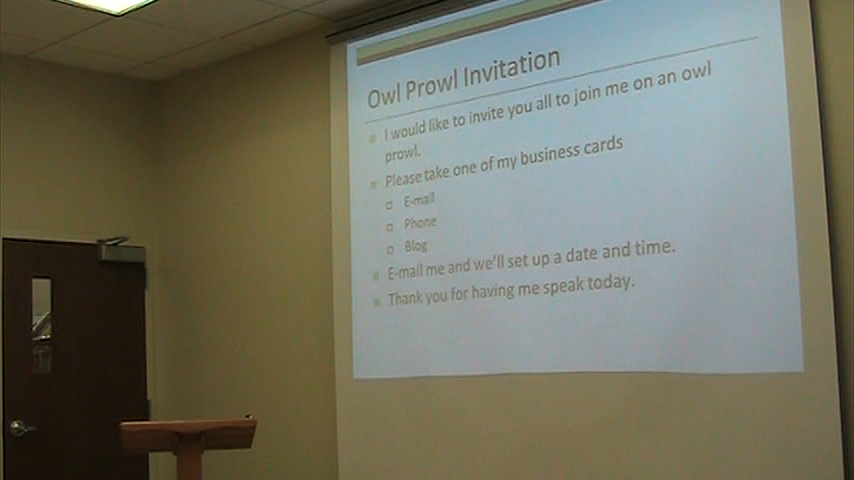 Owl Prowl Invitation
I would like to invite you all to join me on an owl
prowl.
Please take one of my business cards
E-mail
Phone
Blog
E-mail me and we'll set up a date and time.
Thank you for having me speak today.